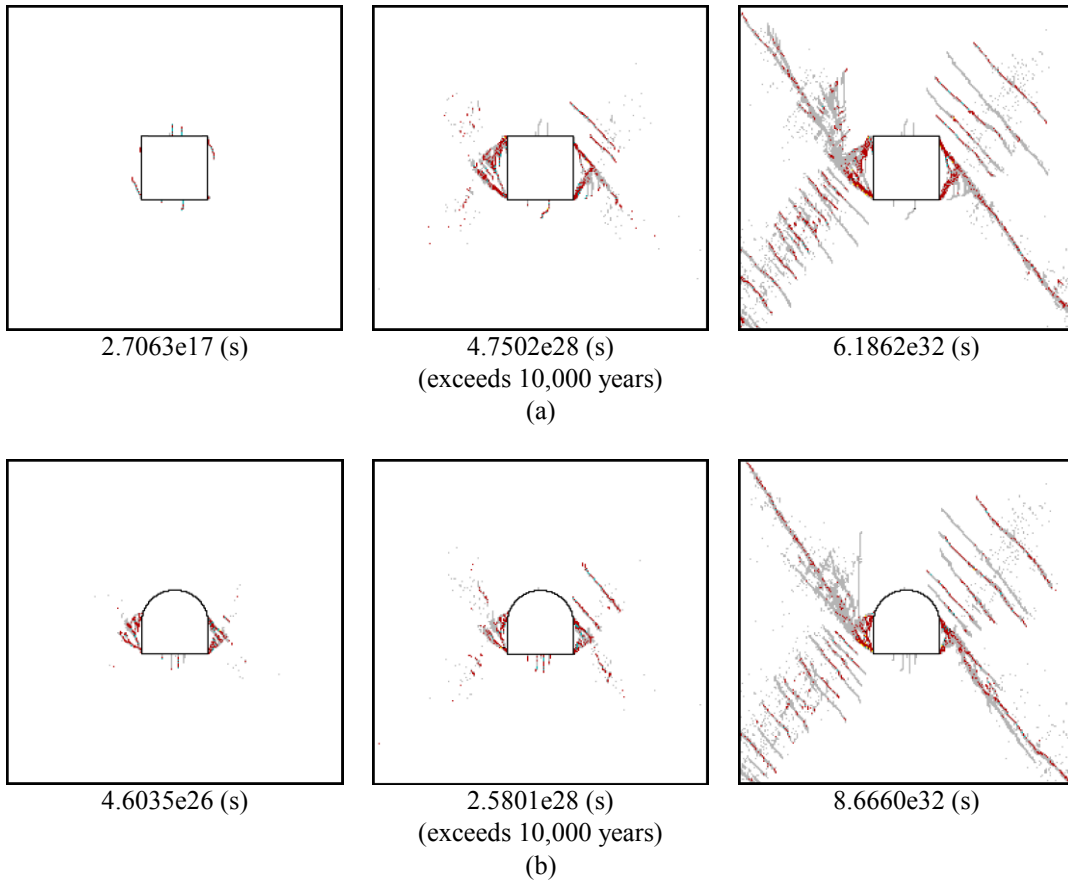 2.7063e17 (s)
4.7502e28 (s)
6.1862e32 (s)
(exceeds 10,000 years)
(a)
4.6035e26 (s)
2.5801e28 (s)
8.6660e32 (s)
(exceeds 10,000 years)
(b)